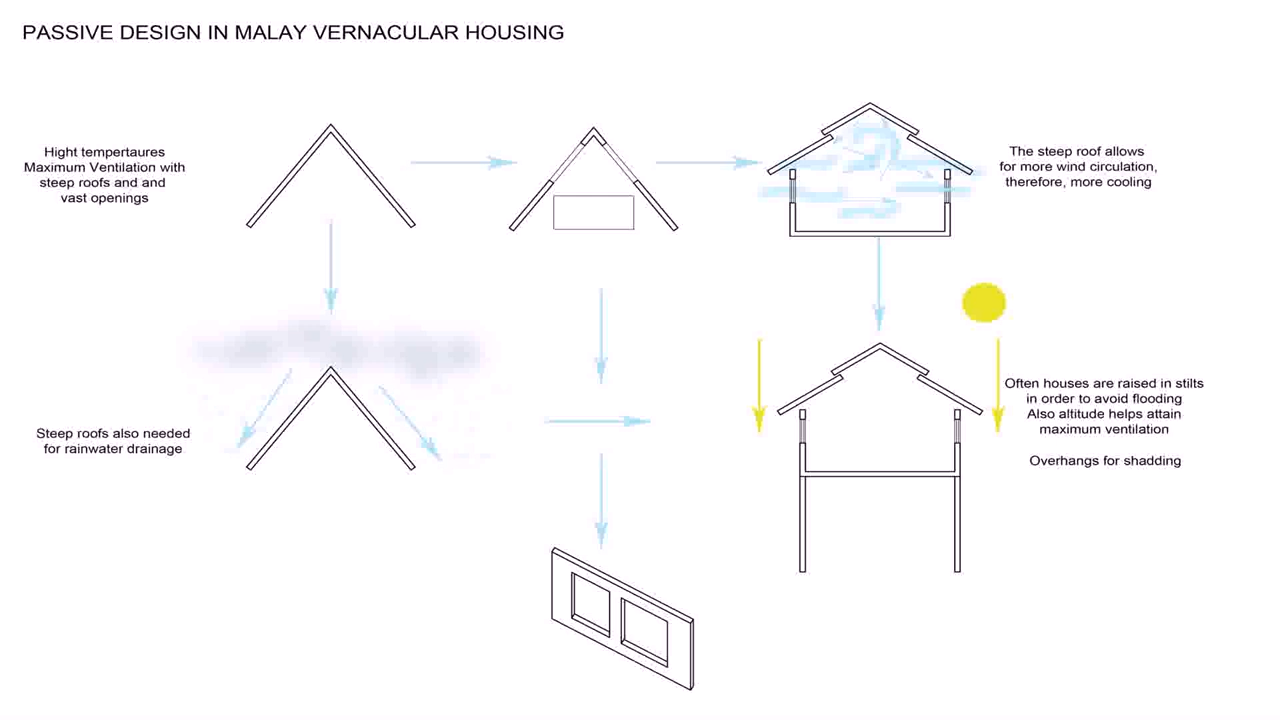 PASSIVE DESIGN IN MALAY VERNACULAR HOUSING
Hight tempertaures
Maximum Ventilation with
steep roofs and and
vast openings
The steep roof allows
for more wind circulation,
therefore, more cooling
Often houses are raised in stilts
in order to avoid flooding
Also altitude helps attain
maximum ventilation
Overhangs for shadding
Steep roofs also needed
for rainwater drainage